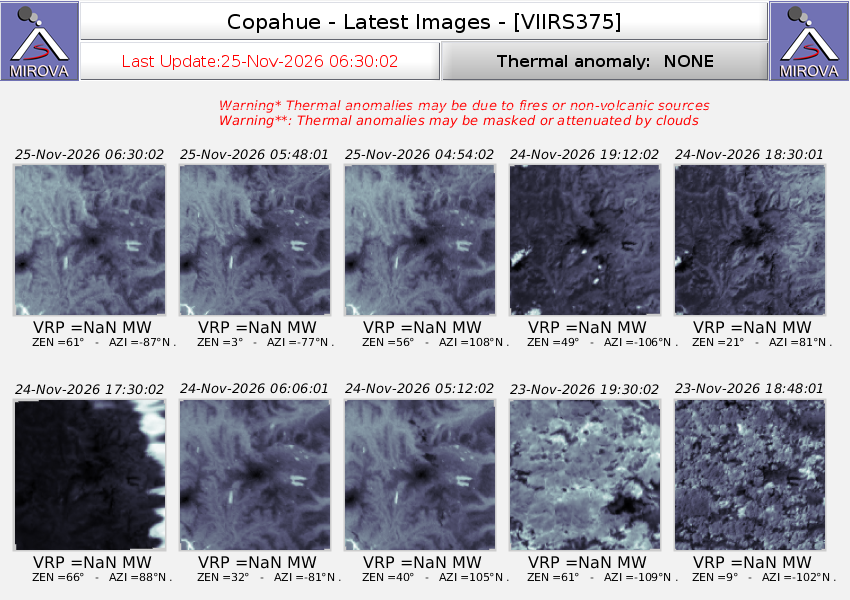 Copahue - Latest Images - [VIIRS375]
MIROVA
Last Update:25-Nov-2026 06:30:02
Thermal anomaly: NONE
MIROVA
Warning* Thermal anomalies may be due to fires or non-volcanic sources
Warning**: Thermal anomalies may be masked or attenuated by clouds
25-Nov-2026 06:30:02 25-Nov-2026 05:48:01 25-Nov-2026 04:54:02 24-Nov-2026 19:12:02 24-Nov-2026 18:30:01
VRP =NaN MW VRP =NaN MW VRP =NaN MW VRP =NaN MW VRP =NaN MW
ZEN =61° - AZI =-87°N . ZEN =3° - AZI =-77°N . ZEN =56° - AZI =108°N . ZEN =49° - AZI =-106°N . ZEN =21° - AZI =81°N .
24-Nov-2026 17:30:02 24-Nov-2026 06:06:01 24-Nov-2026 05:12:02 23-Nov-2026 19:30:02 23-Nov-2026 18:48:01
VRP =NaN MW VRP =NaN MW VRP =NaN MW VRP =NaN MW VRP =NaN MW
ZEN =66° - AZI =88°N . ZEN =32° - AZI =-81°N . ZEN =40° - AZI =105°N . ZEN =61° - AZI =-109°N . ZEN =9° - AZI =-102°N .